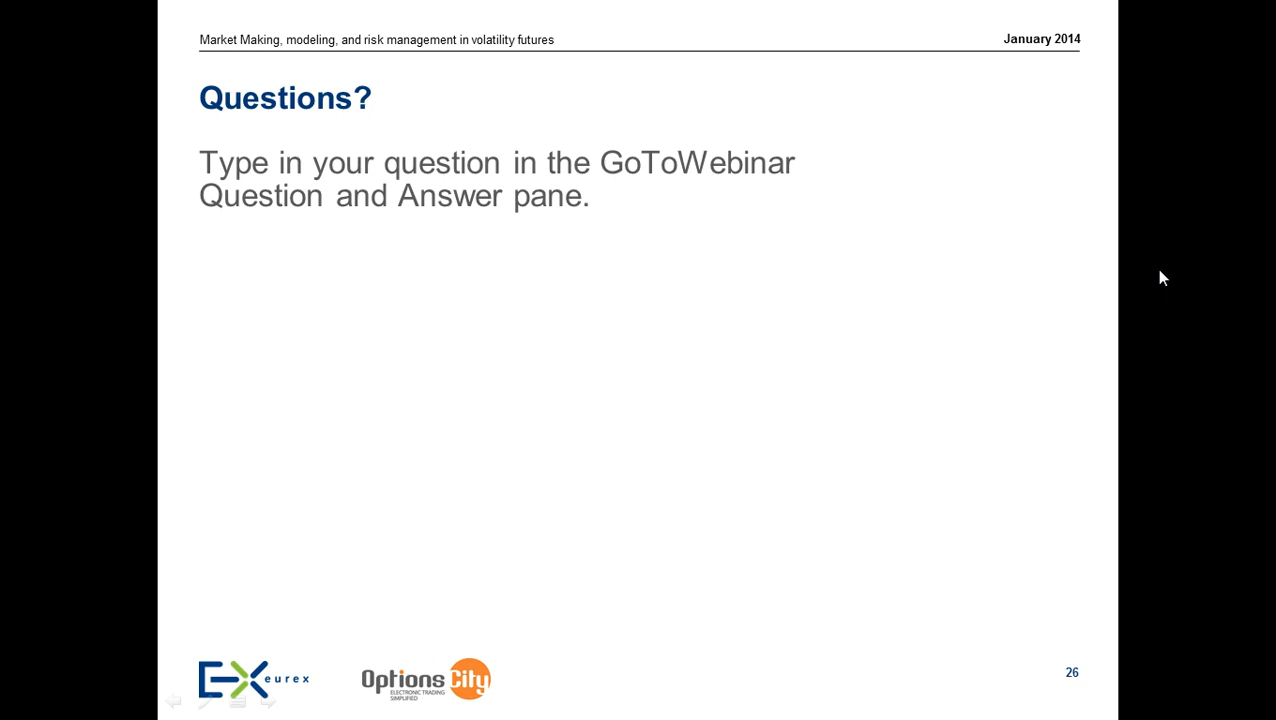 Market Making, modeling, and risk management in volatility futures
January 2014
Questions?
Type in your question in the GoToWebinar
Question and Answer pane.
eurex
OptionsCity
ELECTRONIC TRADING
SIMPLIFIED
26